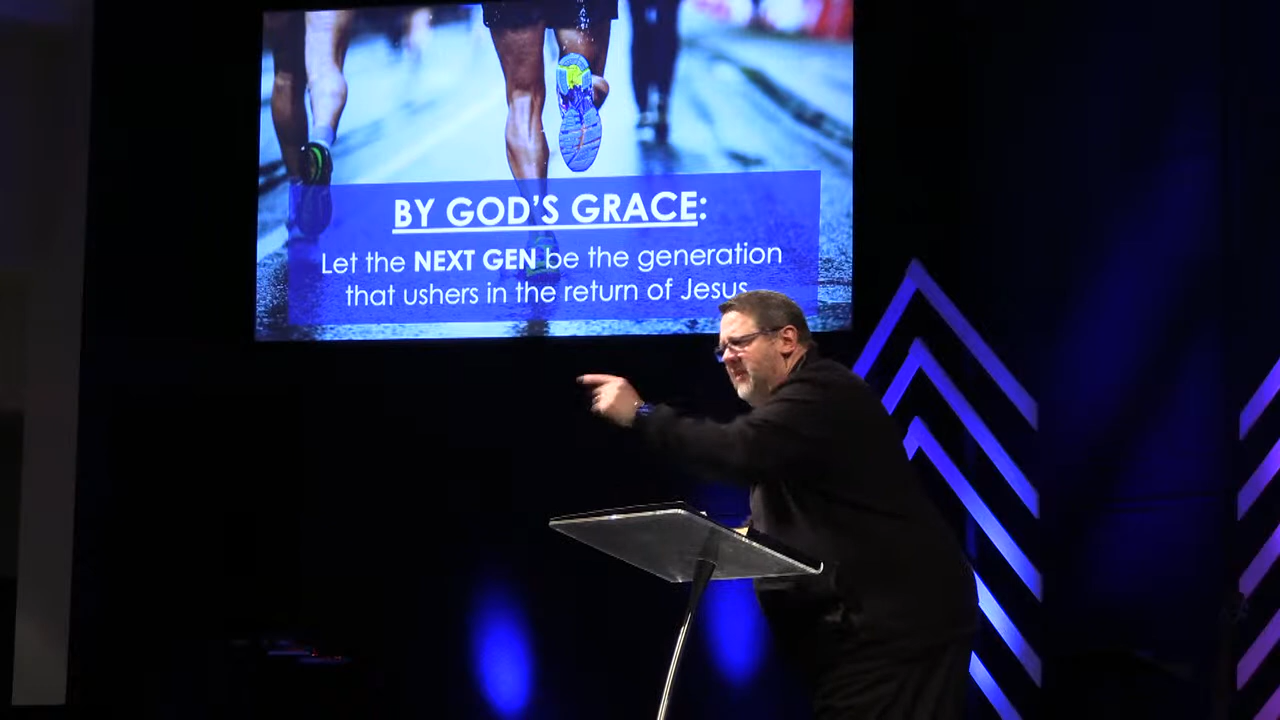 BY GOD'S GRACE:
Let the NEXT GEN be the generation
that ushers in the return of Jesus